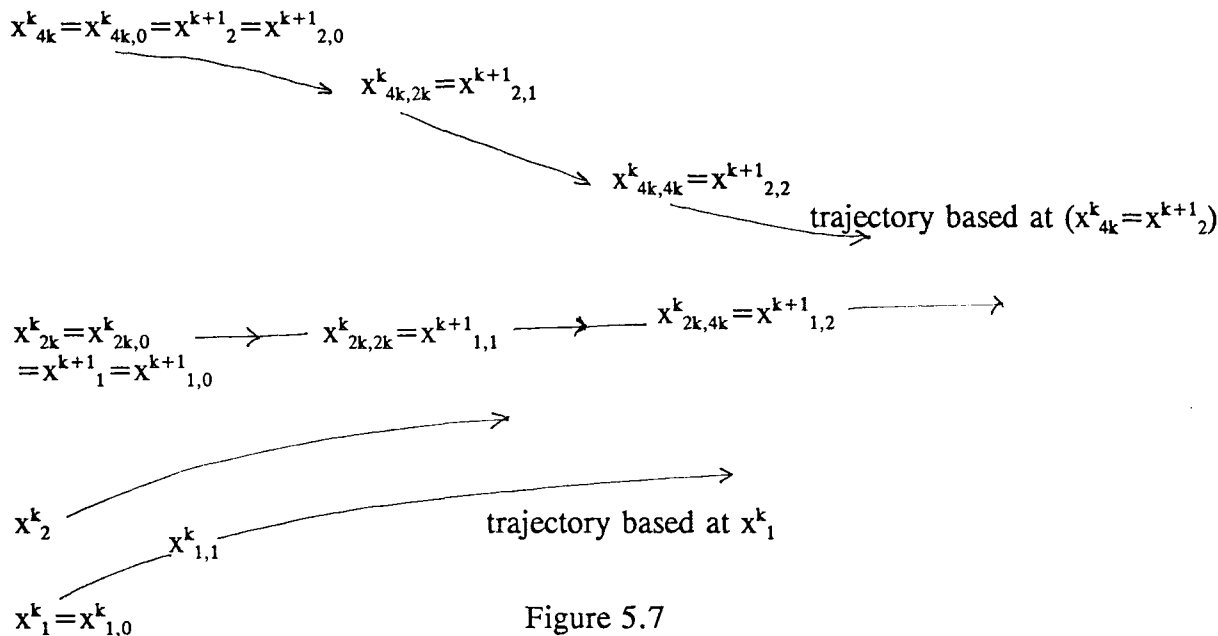 x^k_{4k}=x^k_{4k,0}=x^{k+1}_2=x^{k+1}_{2,0}
x^k_{4k,2k}=x^{k+1}_{2,1}
x^k_{4k,4k}=x^{k+1}_{2,2}
trajectory based at (x^k_{4k}=x^{k+1}_2)
x^k_{2k}=x^k_{2k,0}
=x^{k+1}_1=x^{k+1}_{1,0}
x^k_{2k,2k}=x^{k+1}_{1,1}
x^k_{2k,4k}=x^{k+1}_{1,2}
x^k_2
x^k_{1,1}
trajectory based at x^k_1
x^k_1=x^k_{1,0}
Figure 5.7